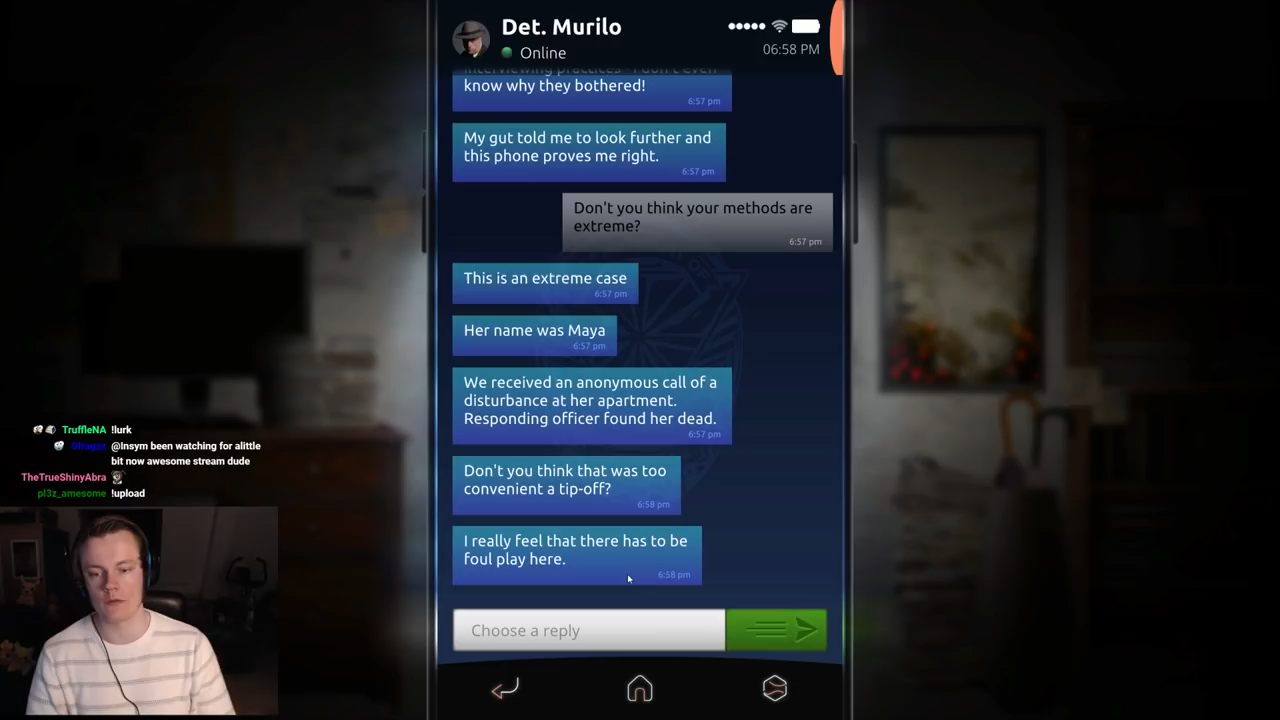 Det. Murilo
Online
06:58 PM
interviewing practices - I don't even
know why they bothered!
6:57 pm
My gut told me to look further and
this phone proves me right.
6:57 pm
Don't you think your methods are
extreme?
6:57 pm
This is an extreme case
6:57 pm
Her name was Maya
6:57 pm
We received an anonymous call of a
disturbance at her apartment.
Responding officer found her dead.
6:57 pm
Don't you think that was too
convenient a tip-off?
6:58 pm
I really feel that there has to be
foul play here.
6:58 pm
Choose a reply
TruffleNA !lurk
@Insym been watching for alittle
bit now awesome stream dude
TheTrueShinyAbra
pl3z_amesome !upload